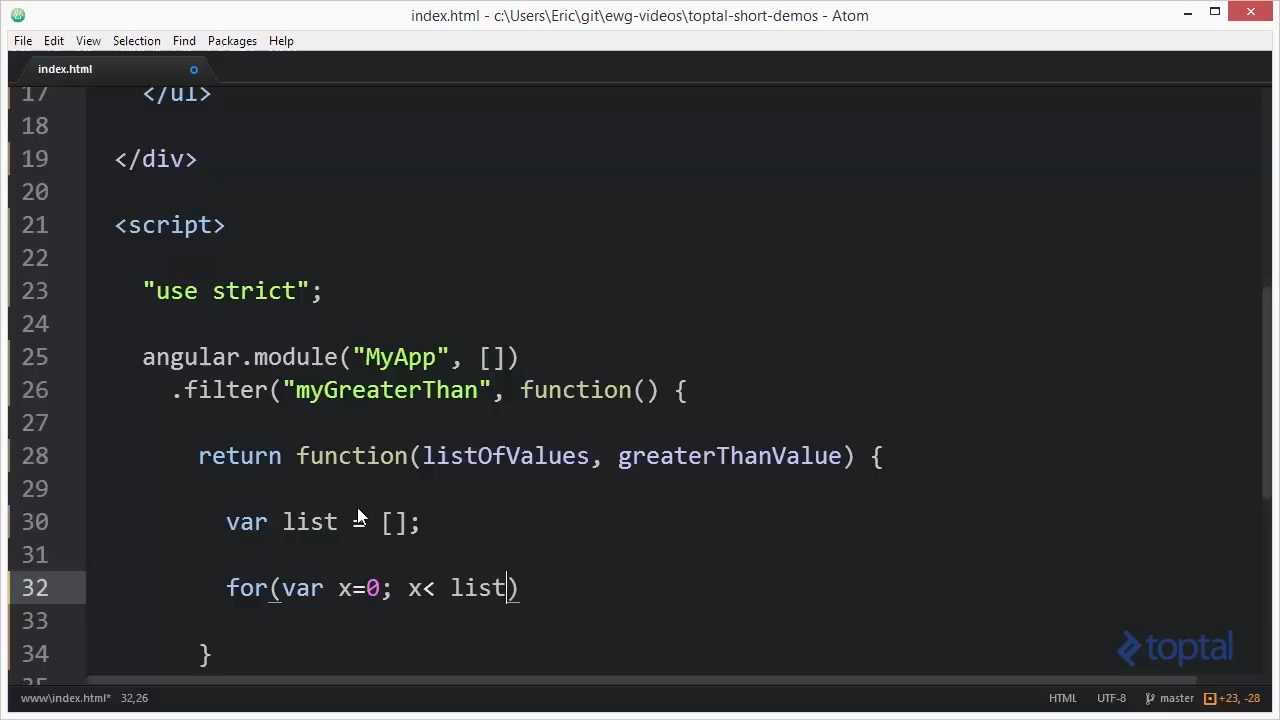 index.html - c:\Users\Eric\git\ewg-videos\toptal-short-demos - Atom
File Edit View Selection Find Packages Help
index.html
17 </ul>
18
19 </div>
20
21 <script>
22
23 "use strict";
24
25 angular.module("MyApp", [])
26 .filter("myGreaterThan", function() {
27
28 return function(listOfValues, greaterThanValue) {
29
30 var list = [];
31
32 for(var x=0; x< list)
33
34 }
35
toptal
www\index.html* 32,26 HTML UTF-8 master +23, -28